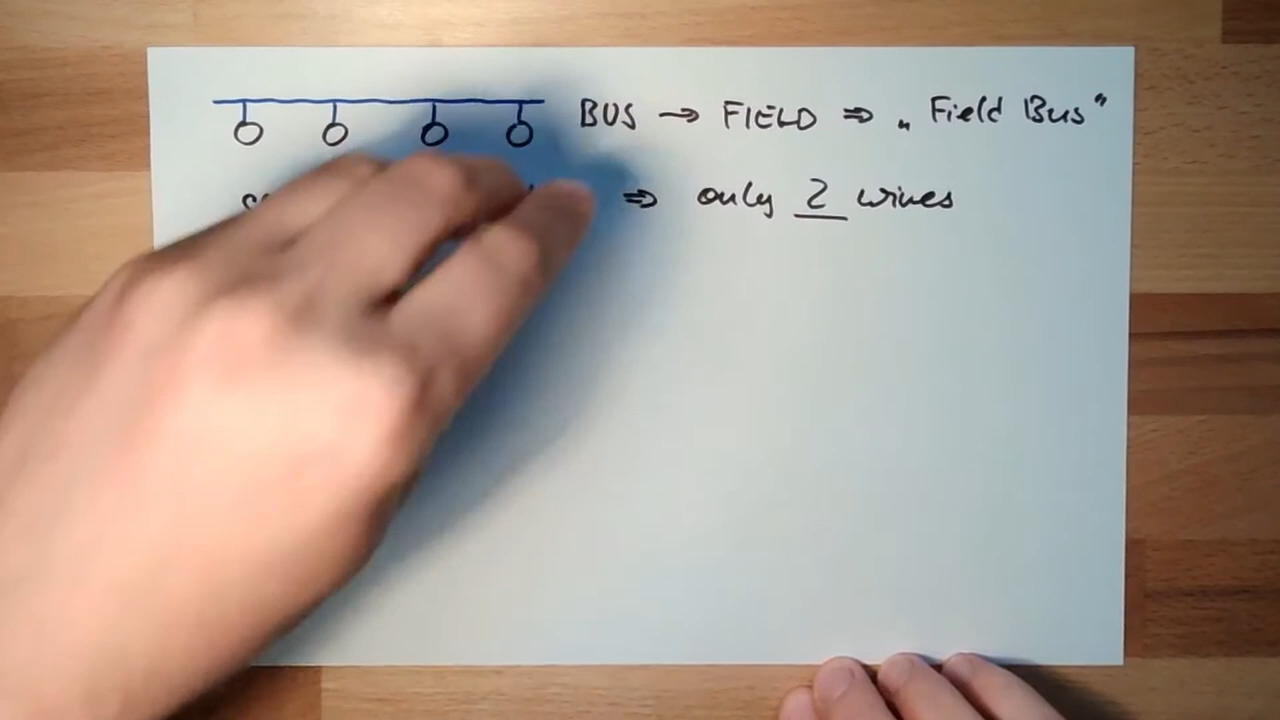 BUS → FIELD ⇒ „Field Bus“
⇒ only 2 wires